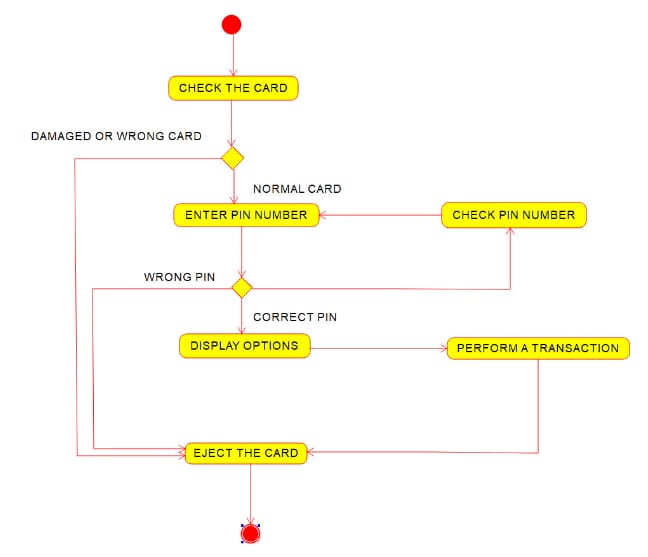 CHECK THE CARD
DAMAGED OR WRONG CARD
NORMAL CARD
ENTER PIN NUMBER
CHECK PIN NUMBER
WRONG PIN
CORRECT PIN
DISPLAY OPTIONS
PERFORM A TRANSACTION
EJECT THE CARD